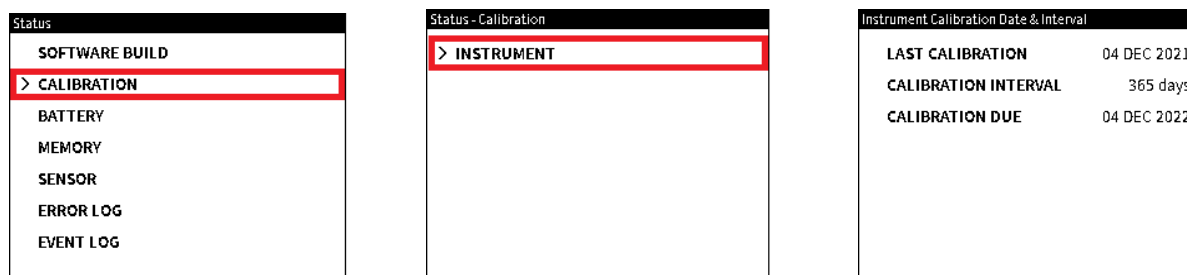 Status
SOFTWARE BUILD
> CALIBRATION
BATTERY
MEMORY
SENSOR
ERROR LOG
EVENT LOG
Status - Calibration
> INSTRUMENT
Instrument Calibration Date & Interval
LAST CALIBRATION 04 DEC 2021
CALIBRATION INTERVAL 365 days
CALIBRATION DUE 04 DEC 2022